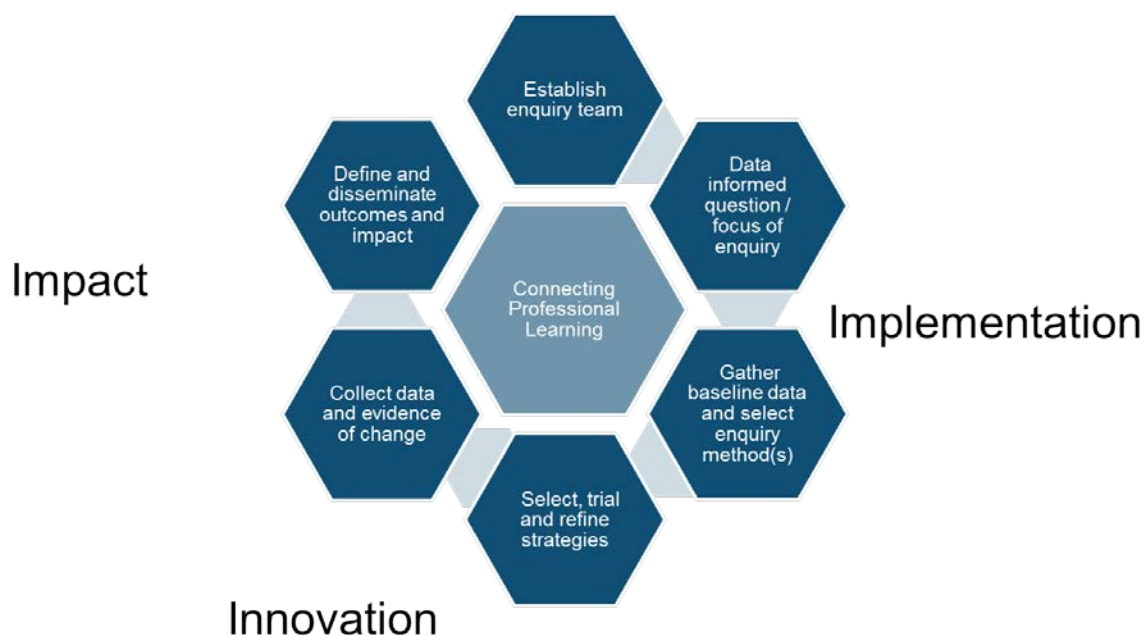 Establish
enquiry team
Data
informed
question /
focus of
enquiry
Gather
baseline data
and select
enquiry
method(s)
Select, trial
and refine
strategies
Collect data
and evidence
of change
Define and
disseminate
outcomes and
impact
Connecting
Professional
Learning
Implementation
Innovation
Impact